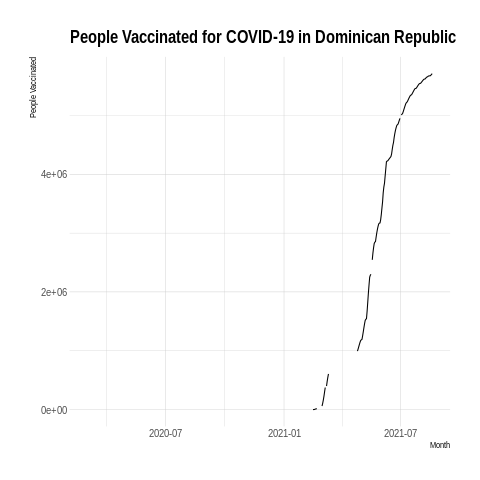 People Vaccinated for COVID-19 in Dominican Republic
People Vaccinated
4e+06
2e+06
0e+00
2020-07 2021-01 2021-07
Month